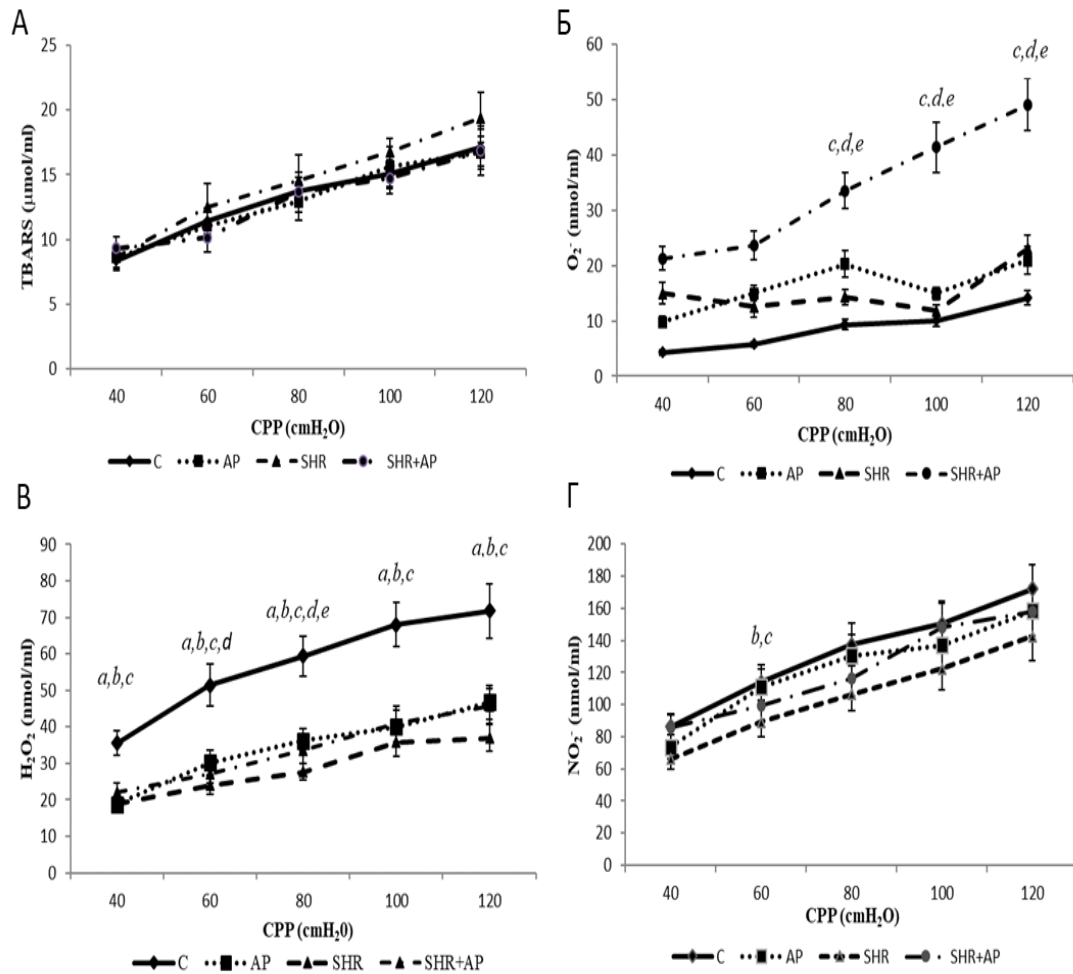 А
25
20
15
10
5
0
TBARS (µmol/ml)
40 60 80 100 120
CPP (cmH₂O)
C AP SHR SHR+AP
Б
60
50
40
30
20
10
0
O₂⁻ (nmol/ml)
c,d,e
c.d.e
c,d,e
40 60 80 100 120
CPP (cmH₂O)
C AP SHR SHR+AP
В
90
80
70
60
50
40
30
20
10
0
H₂O₂ (nmol/ml)
a,b,c
a,b,c,d
a,b,c,d,e
a,b,c
a,b,c
40 60 80 100 120
CPP (cmH₂0)
C AP SHR SHR+AP
Г
200
180
160
140
120
100
80
60
40
20
0
NO₂⁻ (nmol/ml)
b,c
40 60 80 100 120
CPP (cmH₂O)
C AP SHR SHR+AP